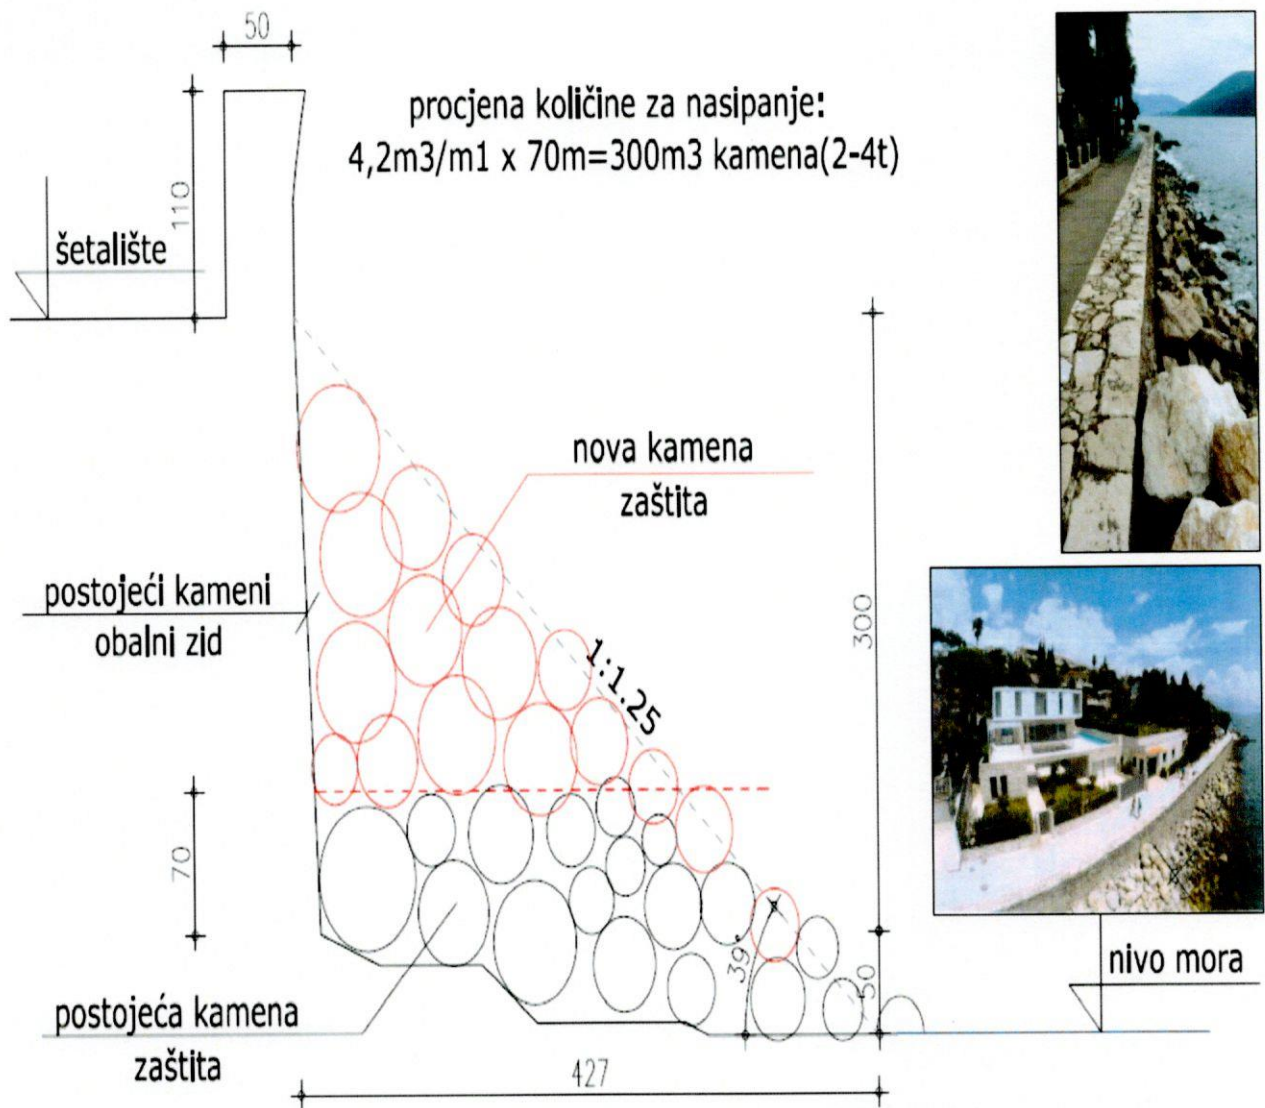 50
procjena količine za nasipanje:
4,2m3/m1 x 70m=300m3 kamena(2-4t)
110
šetalište
nova kamena
zaštita
postojeći kameni
obalni zid
300
1:1.25
70
39°
50
nivo mora
postojeća kamena
zaštita
427